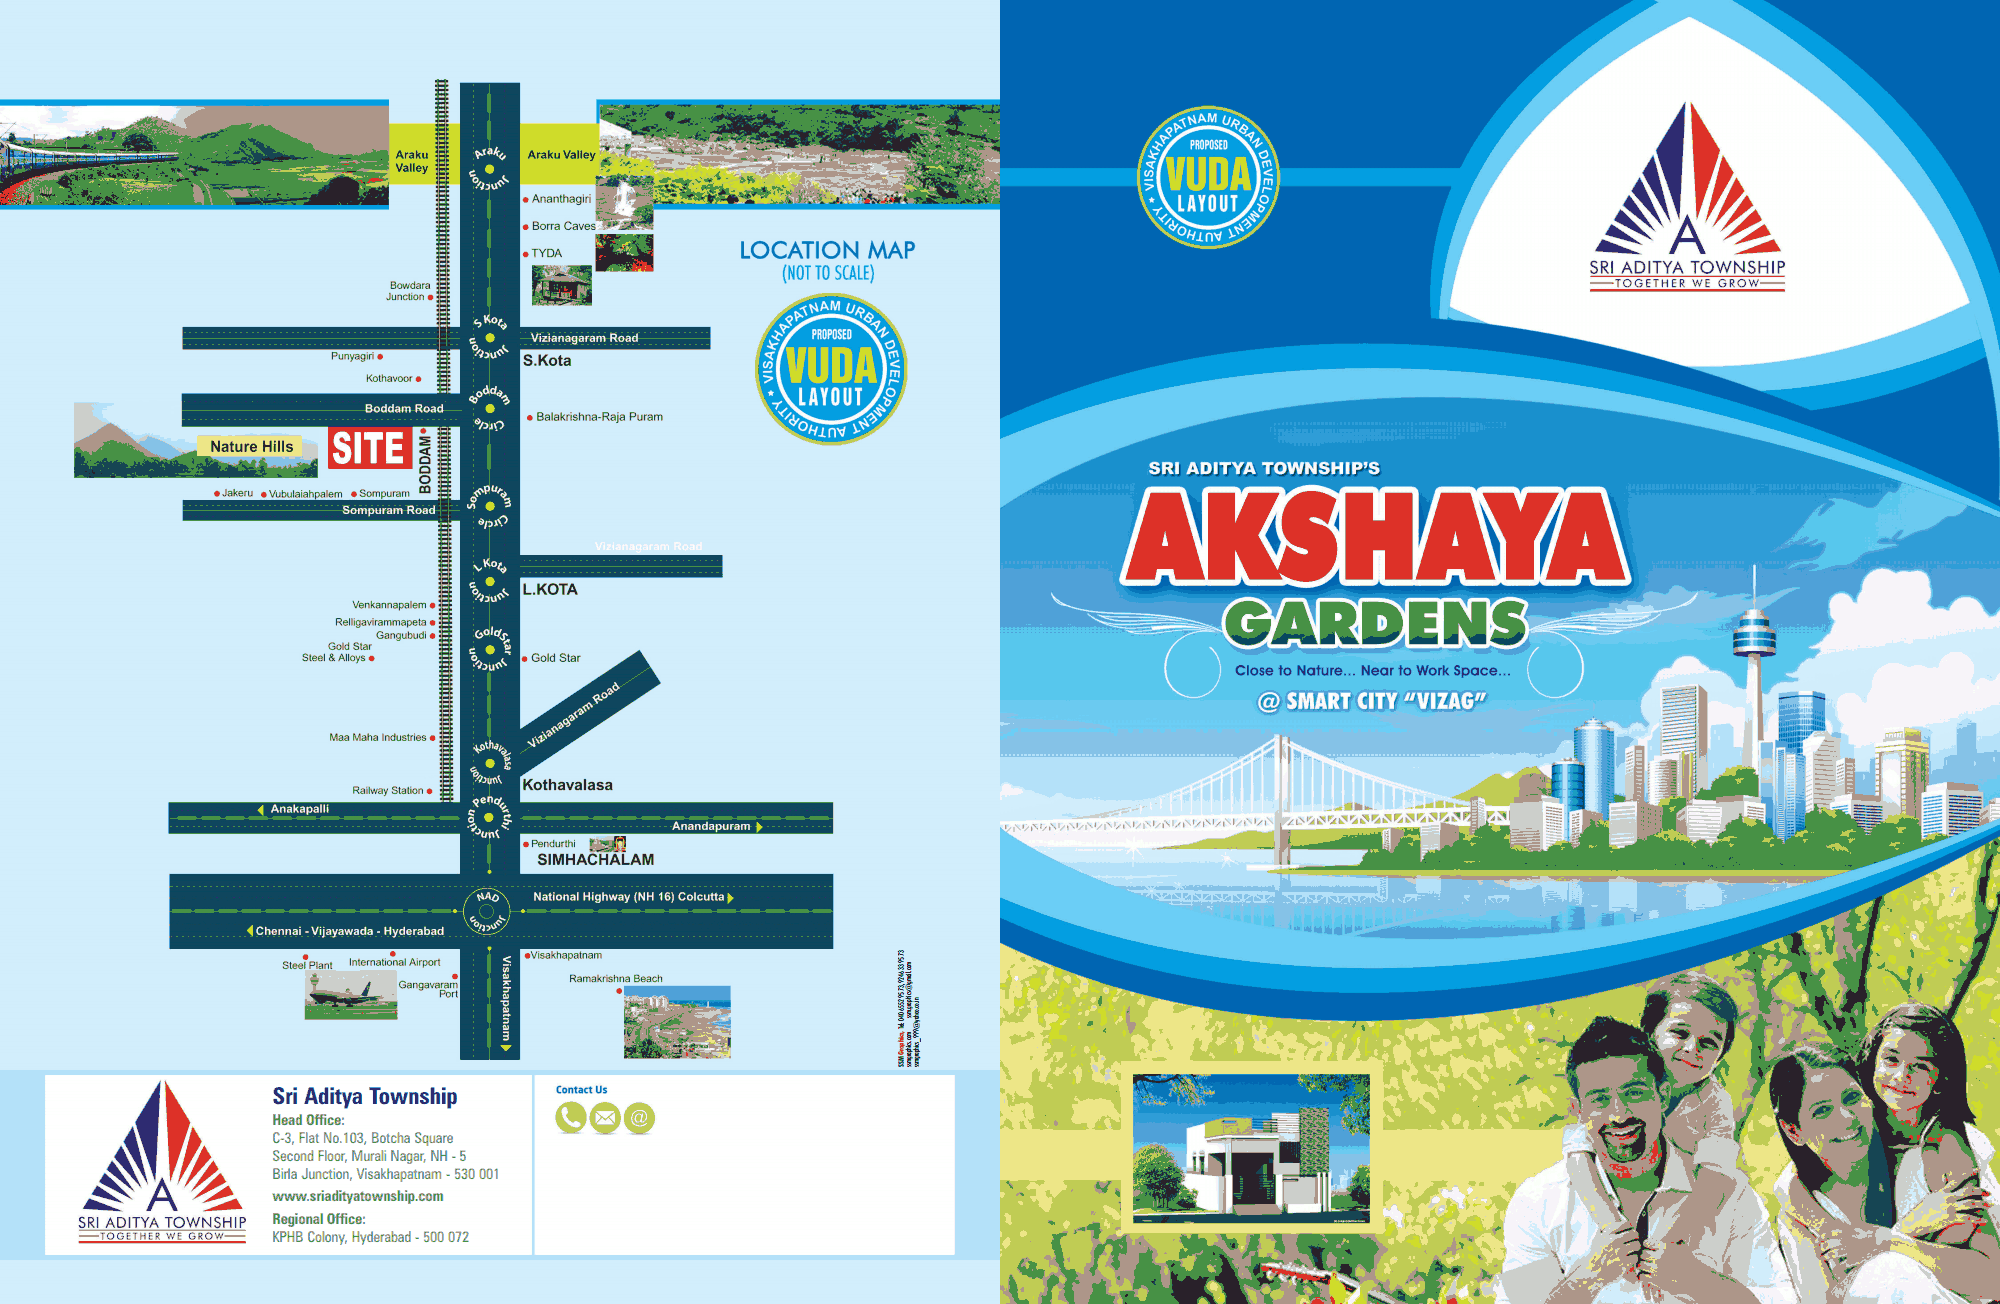 Araku
Valley
Araku
Junction
Araku Valley
Ananthagiri
Borra Caves
TYDA
LOCATION MAP
(NOT TO SCALE)
VISAKHAPATNAM URBAN DEVELOPMENT AUTHORITY
PROPOSED
VUDA
LAYOUT
Bowdara
Junction
S Kota
Junction
Vizianagaram Road
S.Kota
Punyagiri
Kothavoor
Boddam Road
Boddam
Circle
Balakrishna-Raja Puram
Nature Hills
SITE
BODDAM
Jakeru
Vubulaiahpalem
Sompuram
Sompuram Road
Sompuram
Circle
Vizianagaram Road
L Kota
Junction
L.KOTA
Venkannapalem
Relligavirammapeta
Gangubudi
Gold Star
Steel & Alloys
GoldStar
Junction
Gold Star
Vizianagaram Road
Maa Maha Industries
Kothavalasa
Junction
Kothavalasa
Railway Station
Anakapalli
Pendurthi
Junction
Anandapuram
Pendurthi
SIMHACHALAM
NAD
Junction
National Highway (NH 16) Colcutta
Chennai - Vijayawada - Hyderabad
Steel Plant
International Airport
Gangavaram
Port
Visakhapatnam
Visakhapatnam
Ramakrishna Beach
A
SRI ADITYA TOWNSHIP
TOGETHER WE GROW
Sri Aditya Township
Head Office:
C-3, Flat No.103, Botcha Square
Second Floor, Murali Nagar, NH - 5
Birla Junction, Visakhapatnam - 530 001
www.sriadityatownship.com
Regional Office:
KPHB Colony, Hyderabad - 500 072
Contact Us
@
VISAKHAPATNAM URBAN DEVELOPMENT AUTHORITY
PROPOSED
VUDA
LAYOUT
A
SRI ADITYA TOWNSHIP
TOGETHER WE GROW
SRI ADITYA TOWNSHIP'S
AKSHAYA
GARDENS
Close to Nature... Near to Work Space...
@ SMART CITY "VIZAG"